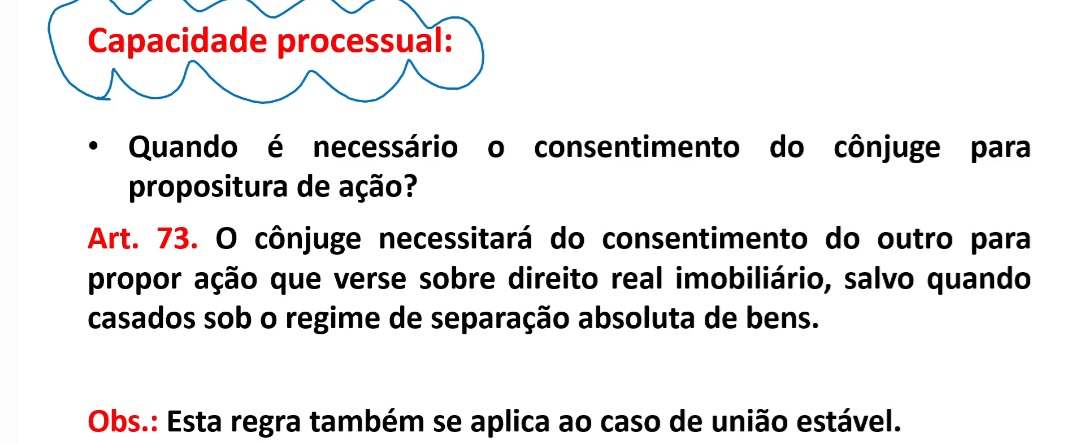 Capacidade processual:
• Quando é necessário o consentimento do cônjuge para
propositura de ação?
Art. 73. O cônjuge necessitará do consentimento do outro para
propor ação que verse sobre direito real imobiliário, salvo quando
casados sob o regime de separação absoluta de bens.
Obs.: Esta regra também se aplica ao caso de união estável.